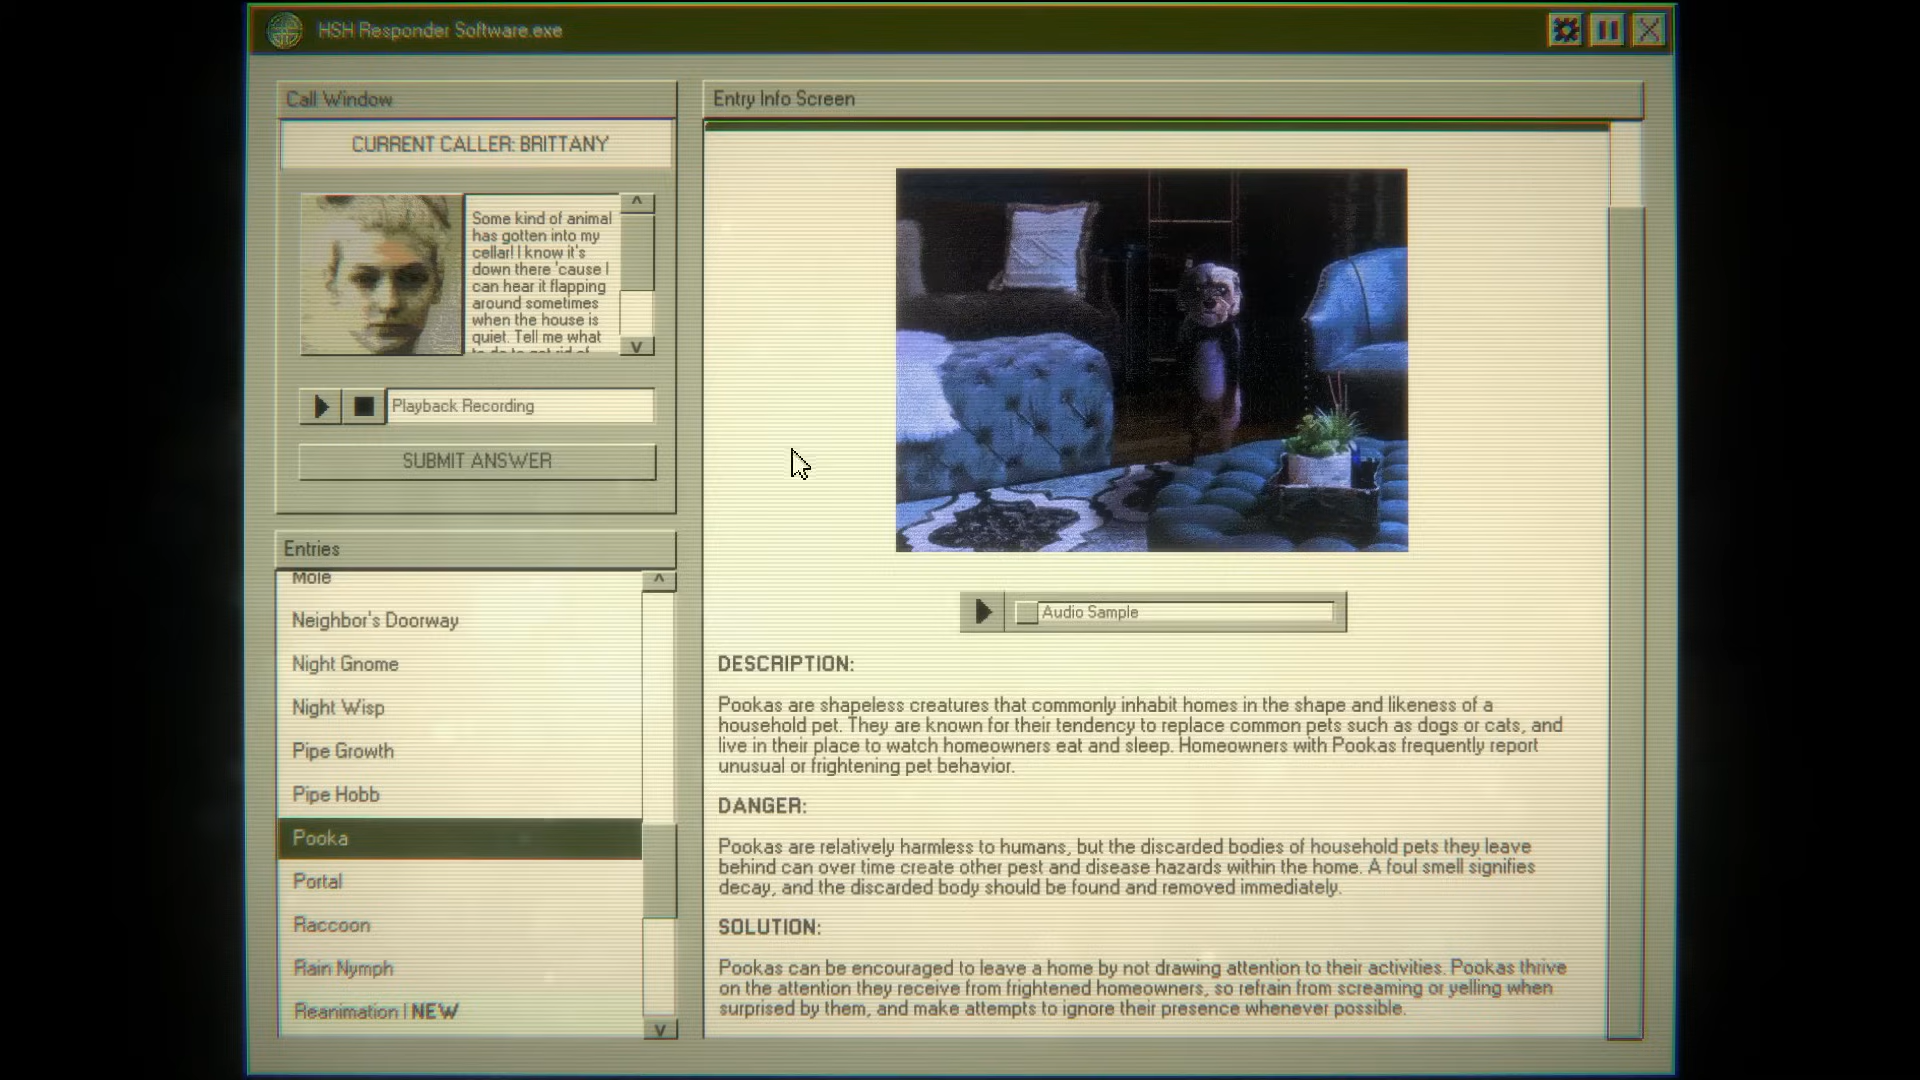 HSH Responder Software.exe
Call Window
CURRENT CALLER: BRITTANY
Some kind of animal
has gotten into my
cellar! I know it's
down there 'cause I
can hear it flapping
around sometimes
when the house is
quiet. Tell me what
^
v
Playback Recording
SUBMIT ANSWER
Entries
Mole
Neighbor's Doorway
Night Gnome
Night Wisp
Pipe Growth
Pipe Hobb
Pooka
Portal
Raccoon
Rain Nymph
Reanimation | NEW
^
v
Entry Info Screen
Audio Sample
DESCRIPTION:
Pookas are shapeless creatures that commonly inhabit homes in the shape and likeness of a
household pet. They are known for their tendency to replace common pets such as dogs or cats, and
live in their place to watch homeowners eat and sleep. Homeowners with Pookas frequently report
unusual or frightening pet behavior.
DANGER:
Pookas are relatively harmless to humans, but the discarded bodies of household pets they leave
behind can over time create other pest and disease hazards within the home. A foul smell signifies
decay, and the discarded body should be found and removed immediately.
SOLUTION:
Pookas can be encouraged to leave a home by not drawing attention to their activities. Pookas thrive
on the attention they receive from frightened homeowners, so refrain from screaming or yelling when
surprised by them, and make attempts to ignore their presence whenever possible.